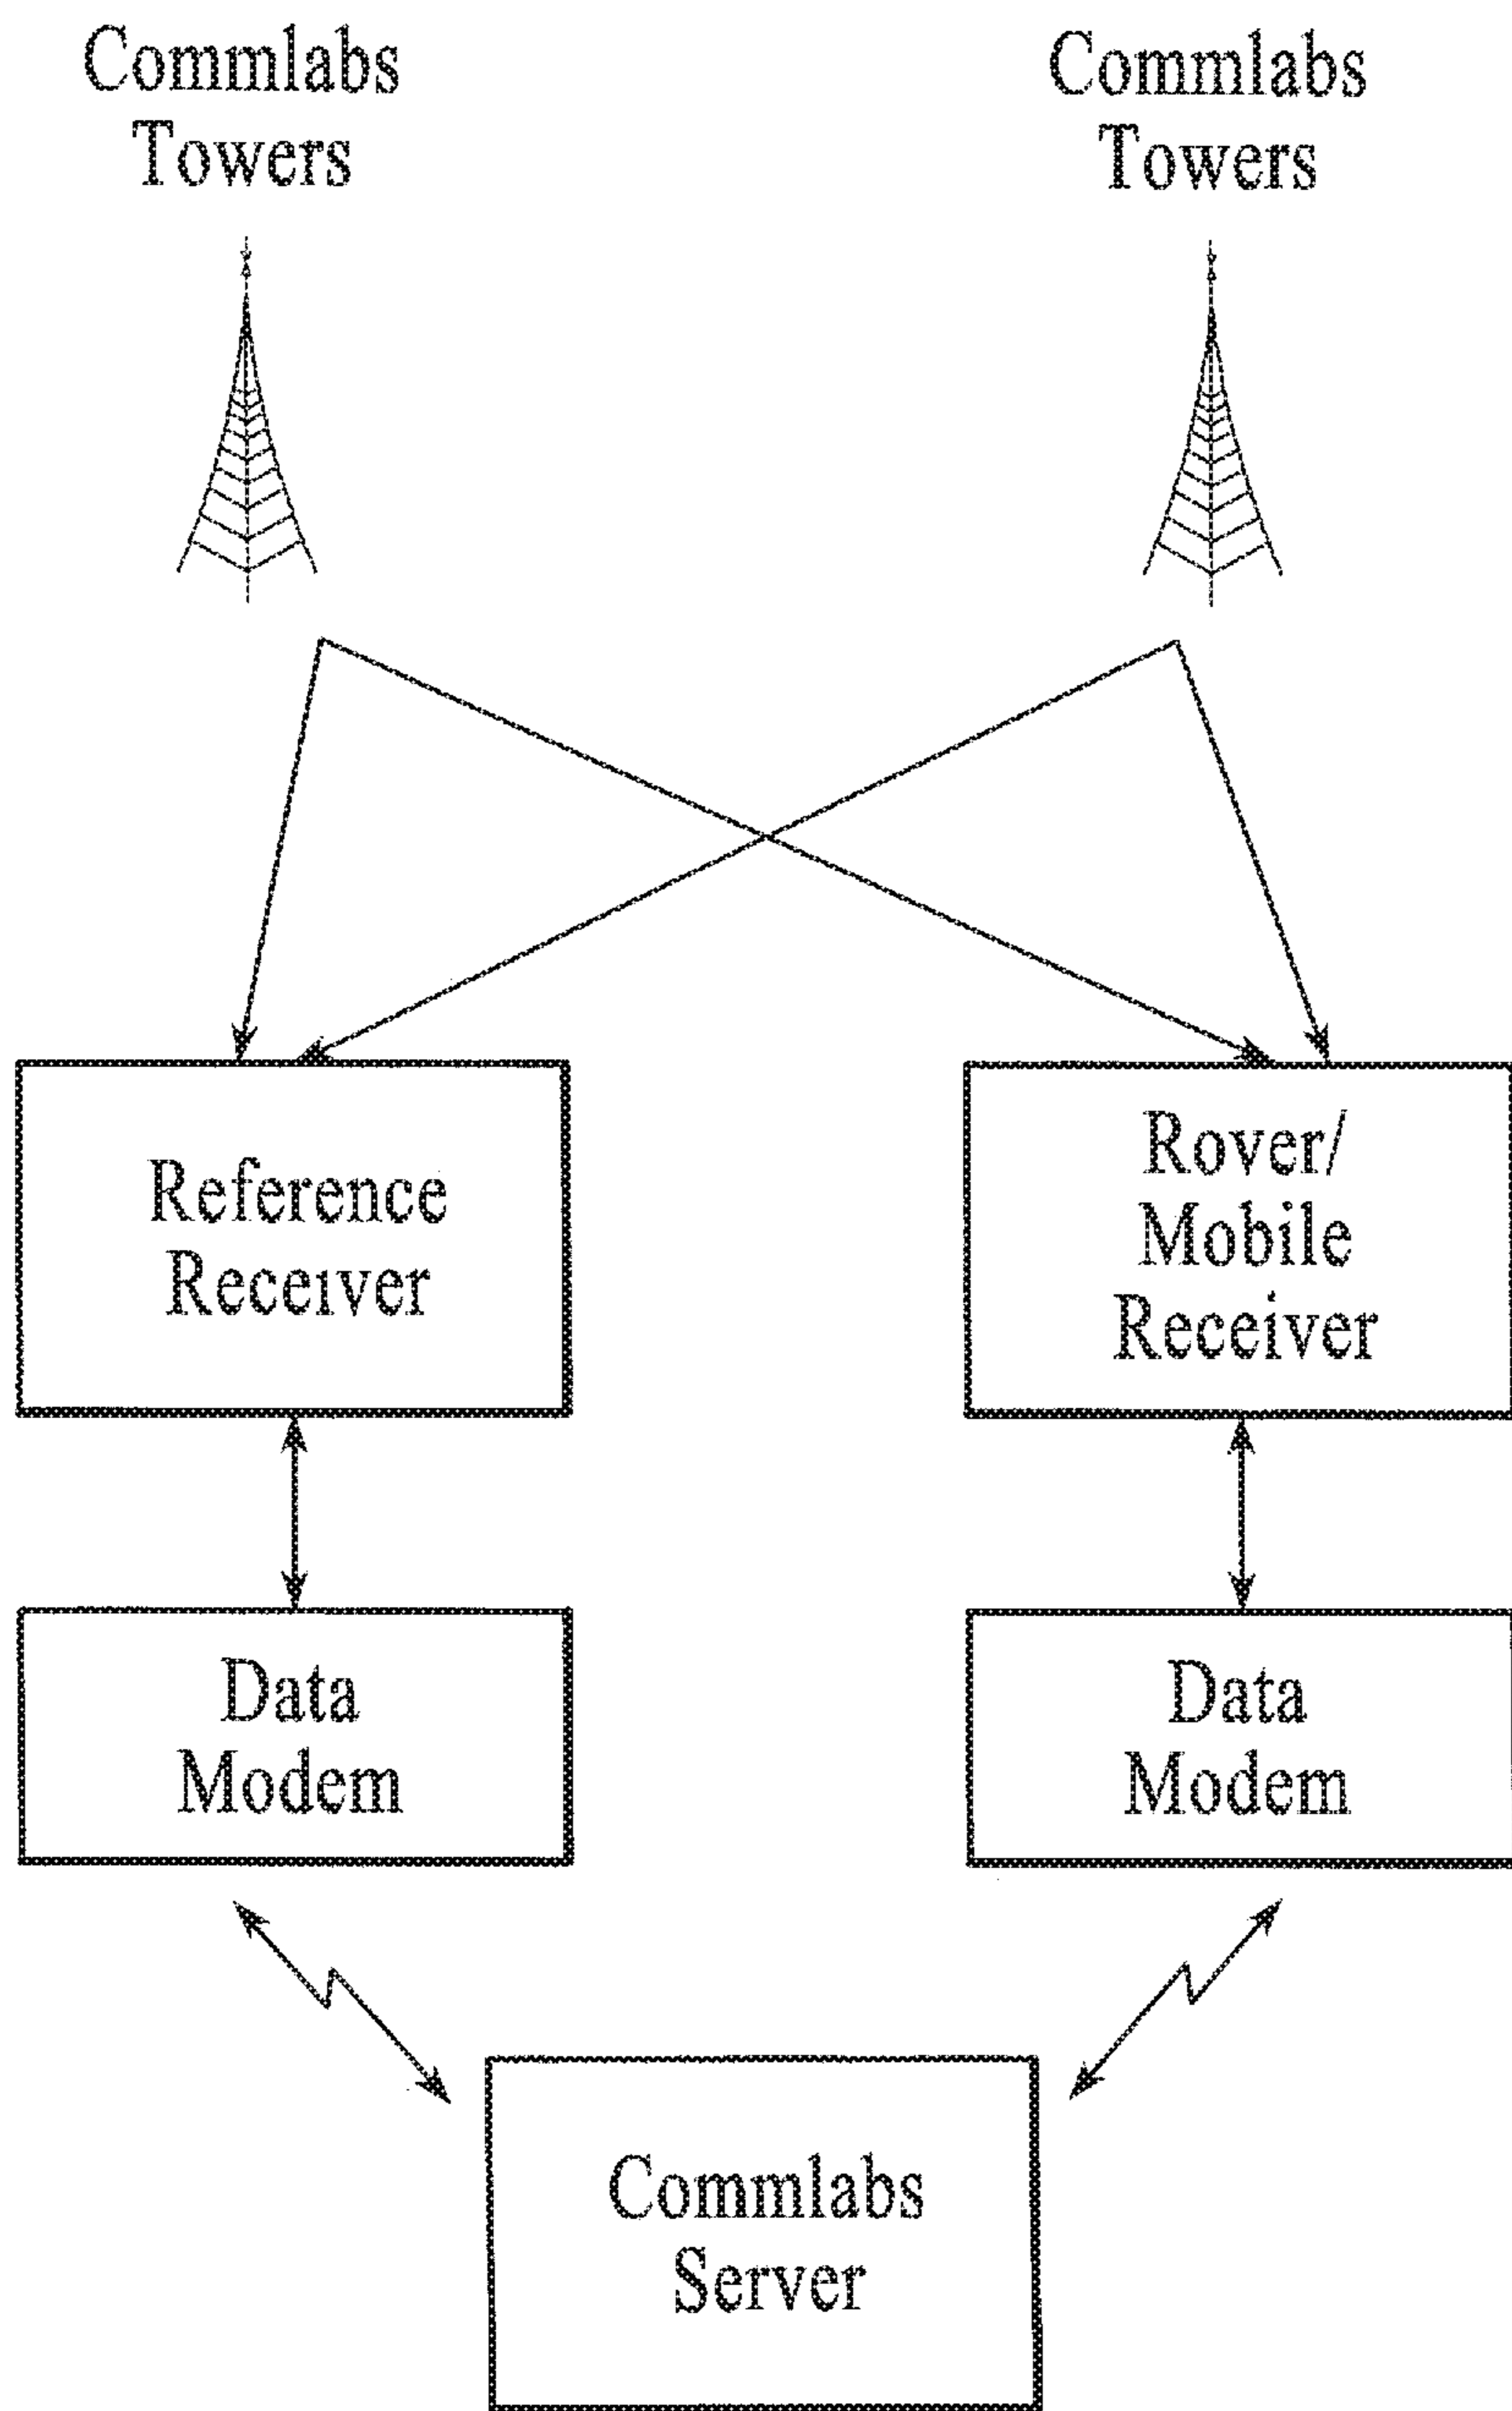 Commlabs
Towers
Commlabs
Towers
Reference
Receiver
Rover/
Mobile
Receiver
Data
Modem
Data
Modem
Commlabs
Server